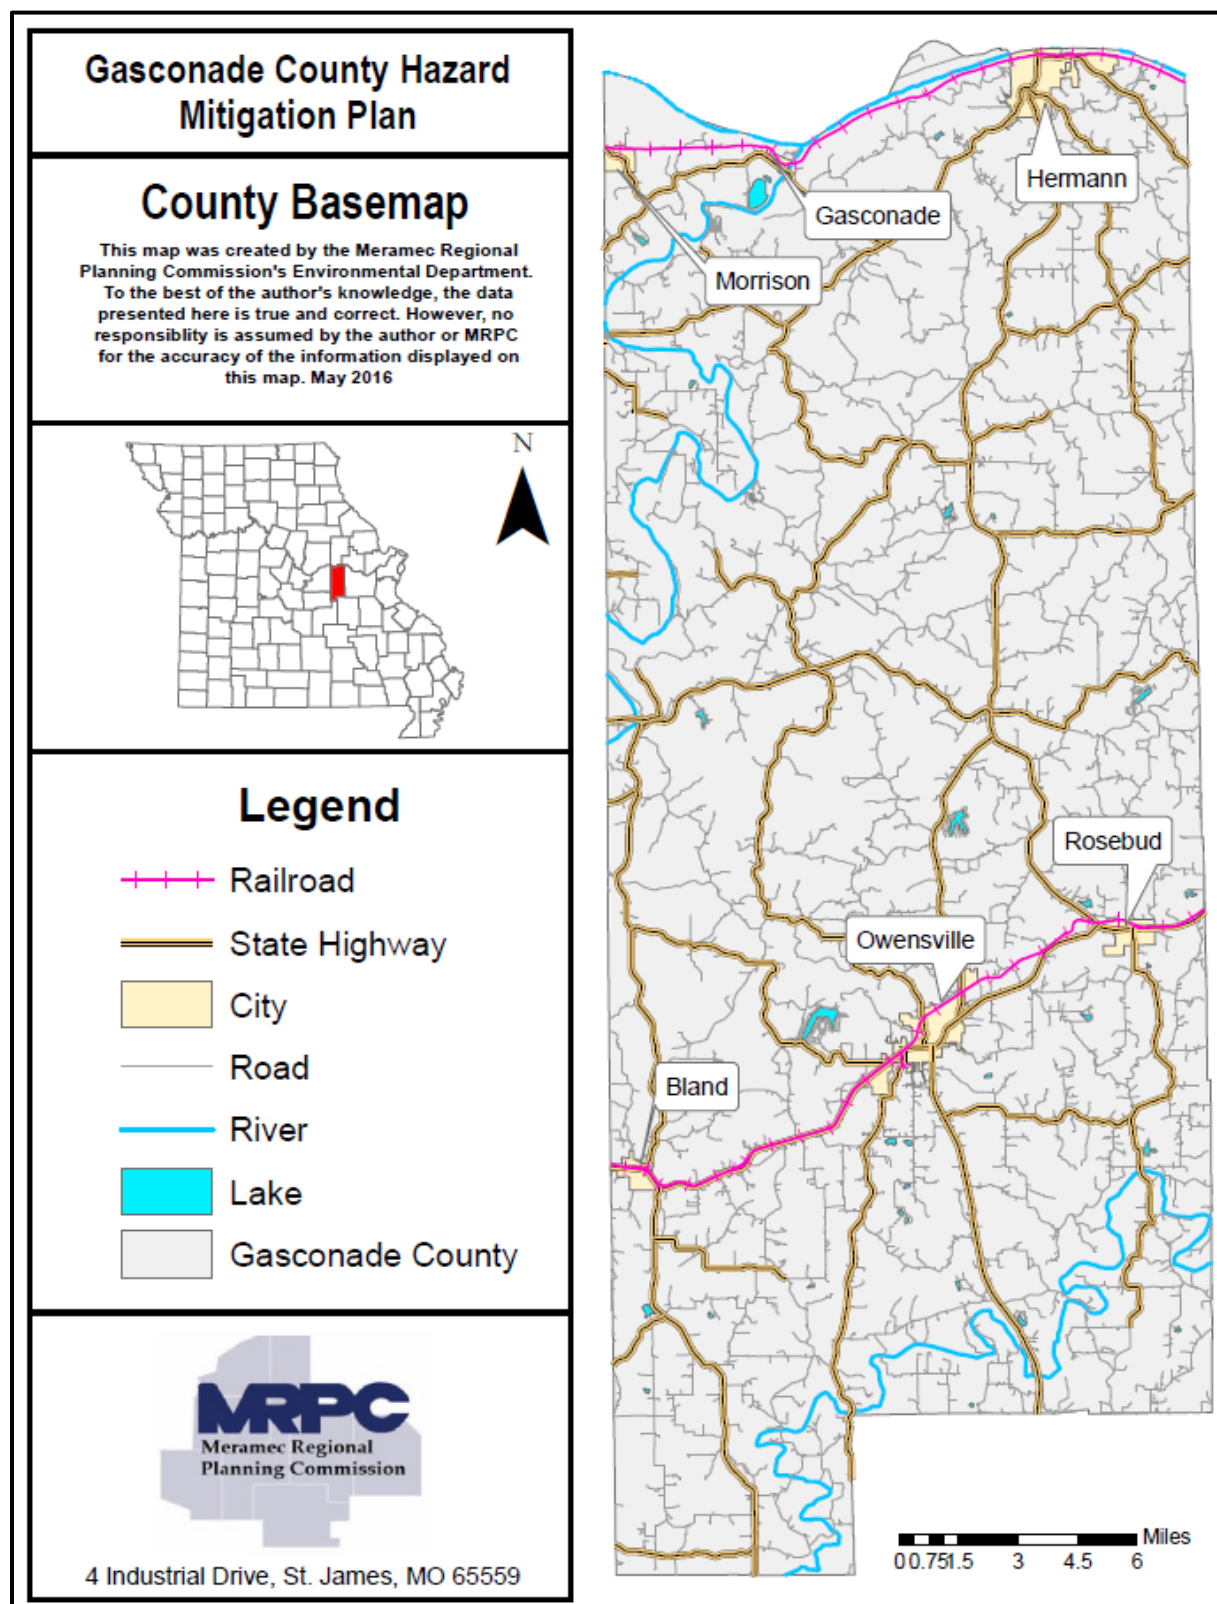 Gasconade County Hazard
Mitigation Plan
County Basemap
This map was created by the Meramec Regional
Planning Commission's Environmental Department.
To the best of the author's knowledge, the data
presented here is true and correct. However, no
responsiblity is assumed by the author or MRPC
for the accuracy of the information displayed on
this map. May 2016
N
Legend
Railroad
State Highway
City
Road
River
Lake
Gasconade County
MRPC
Meramec Regional
Planning Commission
4 Industrial Drive, St. James, MO 65559
Hermann
Gasconade
Morrison
Rosebud
Owensville
Bland
Miles
0 0.75 1.5 3 4.5 6